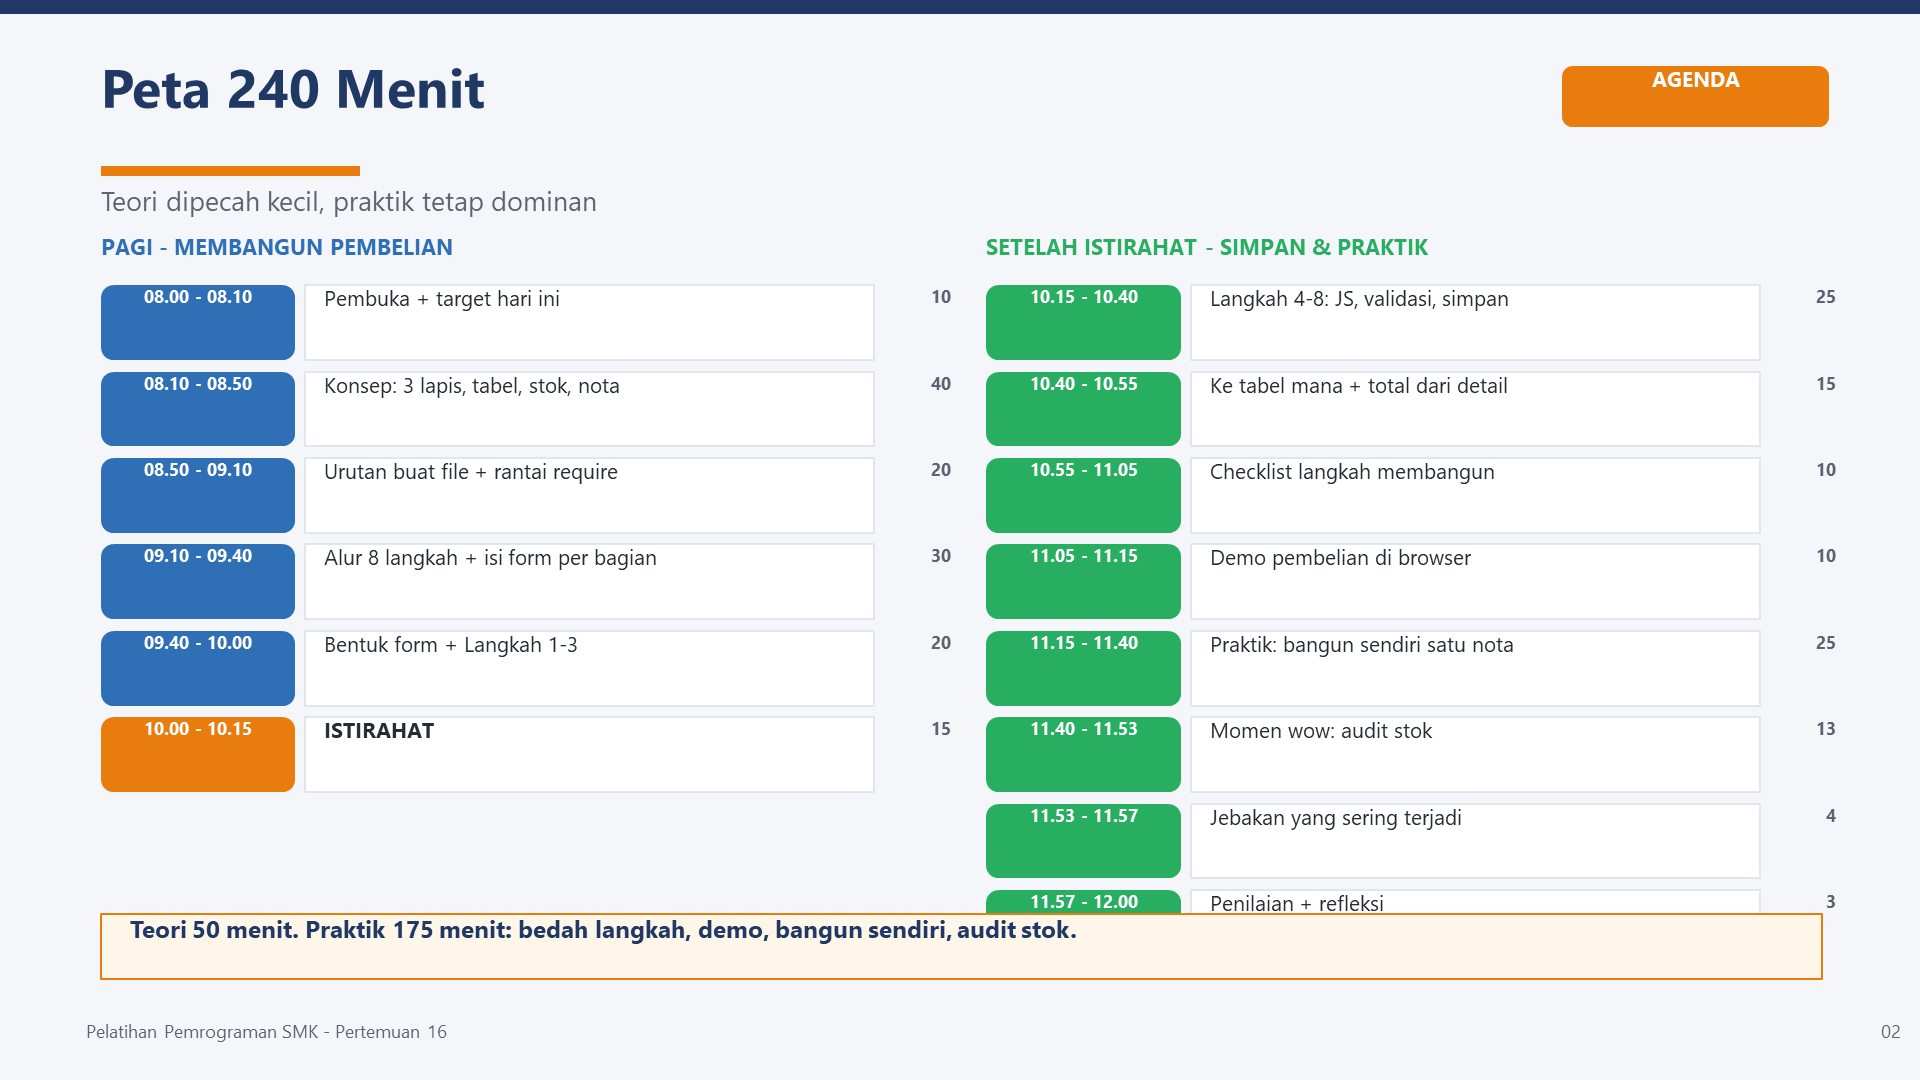 Peta 240 Menit
AGENDA
Teori dipecah kecil, praktik tetap dominan
PAGI - MEMBANGUN PEMBELIAN
08.00 - 08.10 Pembuka + target hari ini 10
08.10 - 08.50 Konsep: 3 lapis, tabel, stok, nota 40
08.50 - 09.10 Urutan buat file + rantai require 20
09.10 - 09.40 Alur 8 langkah + isi form per bagian 30
09.40 - 10.00 Bentuk form + Langkah 1-3 20
10.00 - 10.15 ISTIRAHAT 15
SETELAH ISTIRAHAT - SIMPAN & PRAKTIK
10.15 - 10.40 Langkah 4-8: JS, validasi, simpan 25
10.40 - 10.55 Ke tabel mana + total dari detail 15
10.55 - 11.05 Checklist langkah membangun 10
11.05 - 11.15 Demo pembelian di browser 10
11.15 - 11.40 Praktik: bangun sendiri satu nota 25
11.40 - 11.53 Momen wow: audit stok 13
11.53 - 11.57 Jebakan yang sering terjadi 4
11.57 - 12.00 Penilaian + refleksi 3
Teori 50 menit. Praktik 175 menit: bedah langkah, demo, bangun sendiri, audit stok.
Pelatihan Pemrograman SMK - Pertemuan 16
02